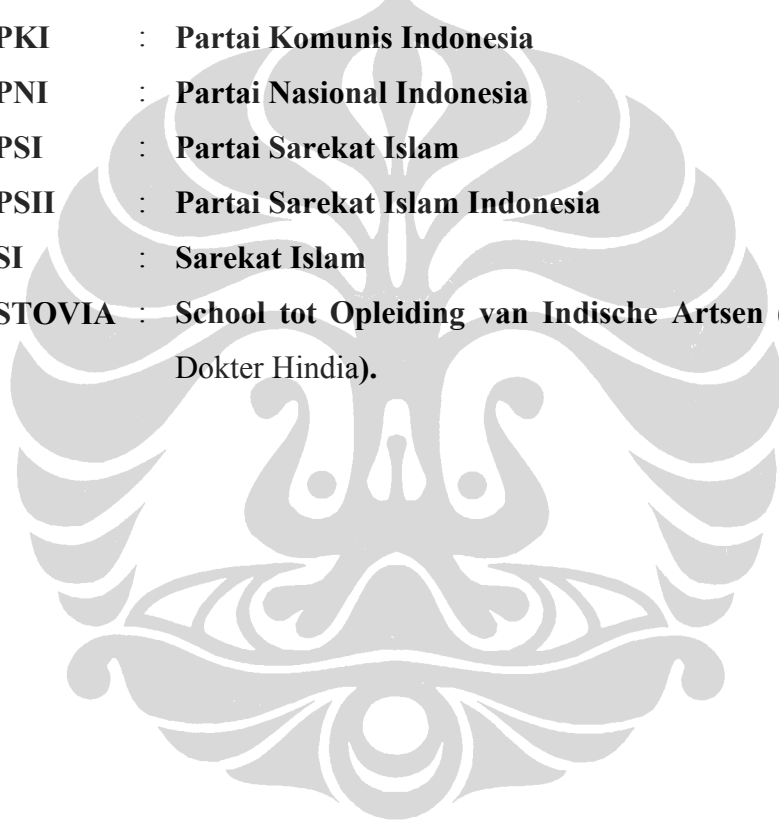 PKI : Partai Komunis Indonesia
PNI : Partai Nasional Indonesia
PSI : Partai Sarekat Islam
PSII : Partai Sarekat Islam Indonesia
SI : Sarekat Islam
STOVIA : School tot Opleiding van Indische Artsen (
Dokter Hindia).